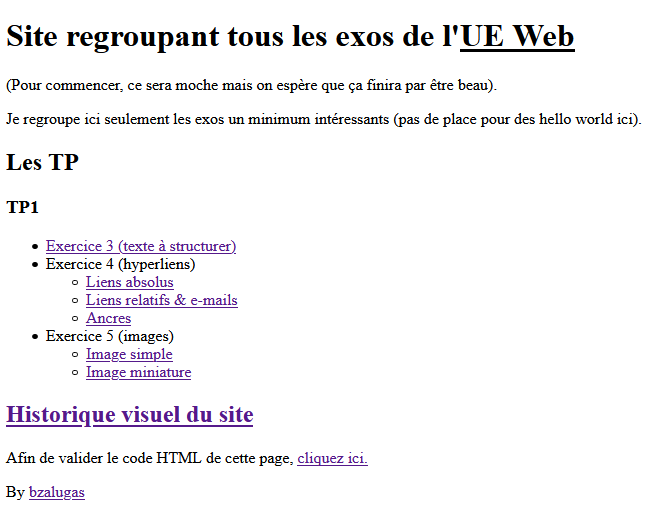 Site regroupant tous les exos de l'UE Web
(Pour commencer, ce sera moche mais on espère que ça finira par être beau).
Je regroupe ici seulement les exos un minimum intéressants (pas de place pour des hello world ici).
Les TP
TP1
Exercice 3 (texte à structurer)
Exercice 4 (hyperliens)
Liens absolus
Liens relatifs & e-mails
Ancres
Exercice 5 (images)
Image simple
Image miniature
Historique visuel du site
Afin de valider le code HTML de cette page, cliquez ici.
By bzalugas